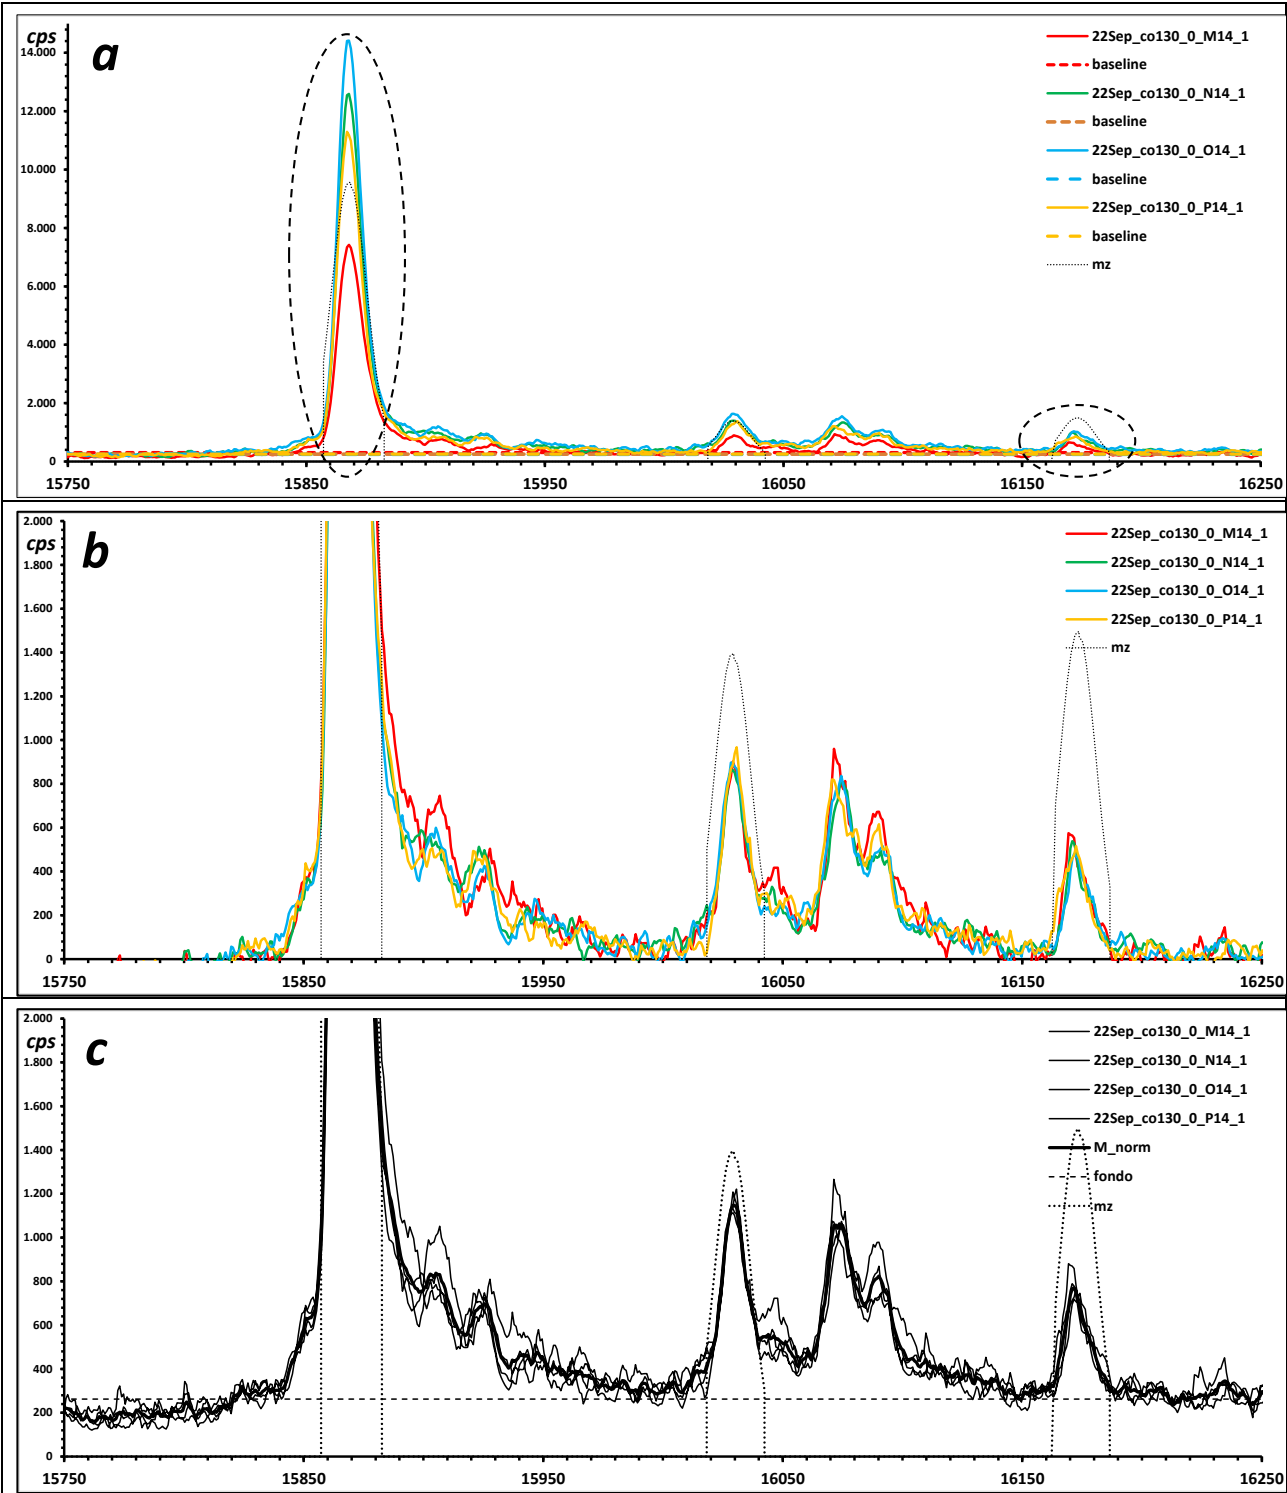 cps
a
14.000
12.000
10.000
8.000
6.000
4.000
2.000
0
15750
15850
15950
16050
16150
16250
22Sep_co130_0_M14_1
baseline
22Sep_co130_0_N14_1
baseline
22Sep_co130_0_O14_1
baseline
22Sep_co130_0_P14_1
baseline
mz
2.000
cps
b
1.800
1.600
1.400
1.200
1.000
800
600
400
200
0
15750
15850
15950
16050
16150
16250
22Sep_co130_0_M14_1
22Sep_co130_0_N14_1
22Sep_co130_0_O14_1
22Sep_co130_0_P14_1
mz
2.000
cps
c
1.800
1.600
1.400
1.200
1.000
800
600
400
200
0
15750
15850
15950
16050
16150
16250
22Sep_co130_0_M14_1
22Sep_co130_0_N14_1
22Sep_co130_0_O14_1
22Sep_co130_0_P14_1
M_norm
fondo
mz